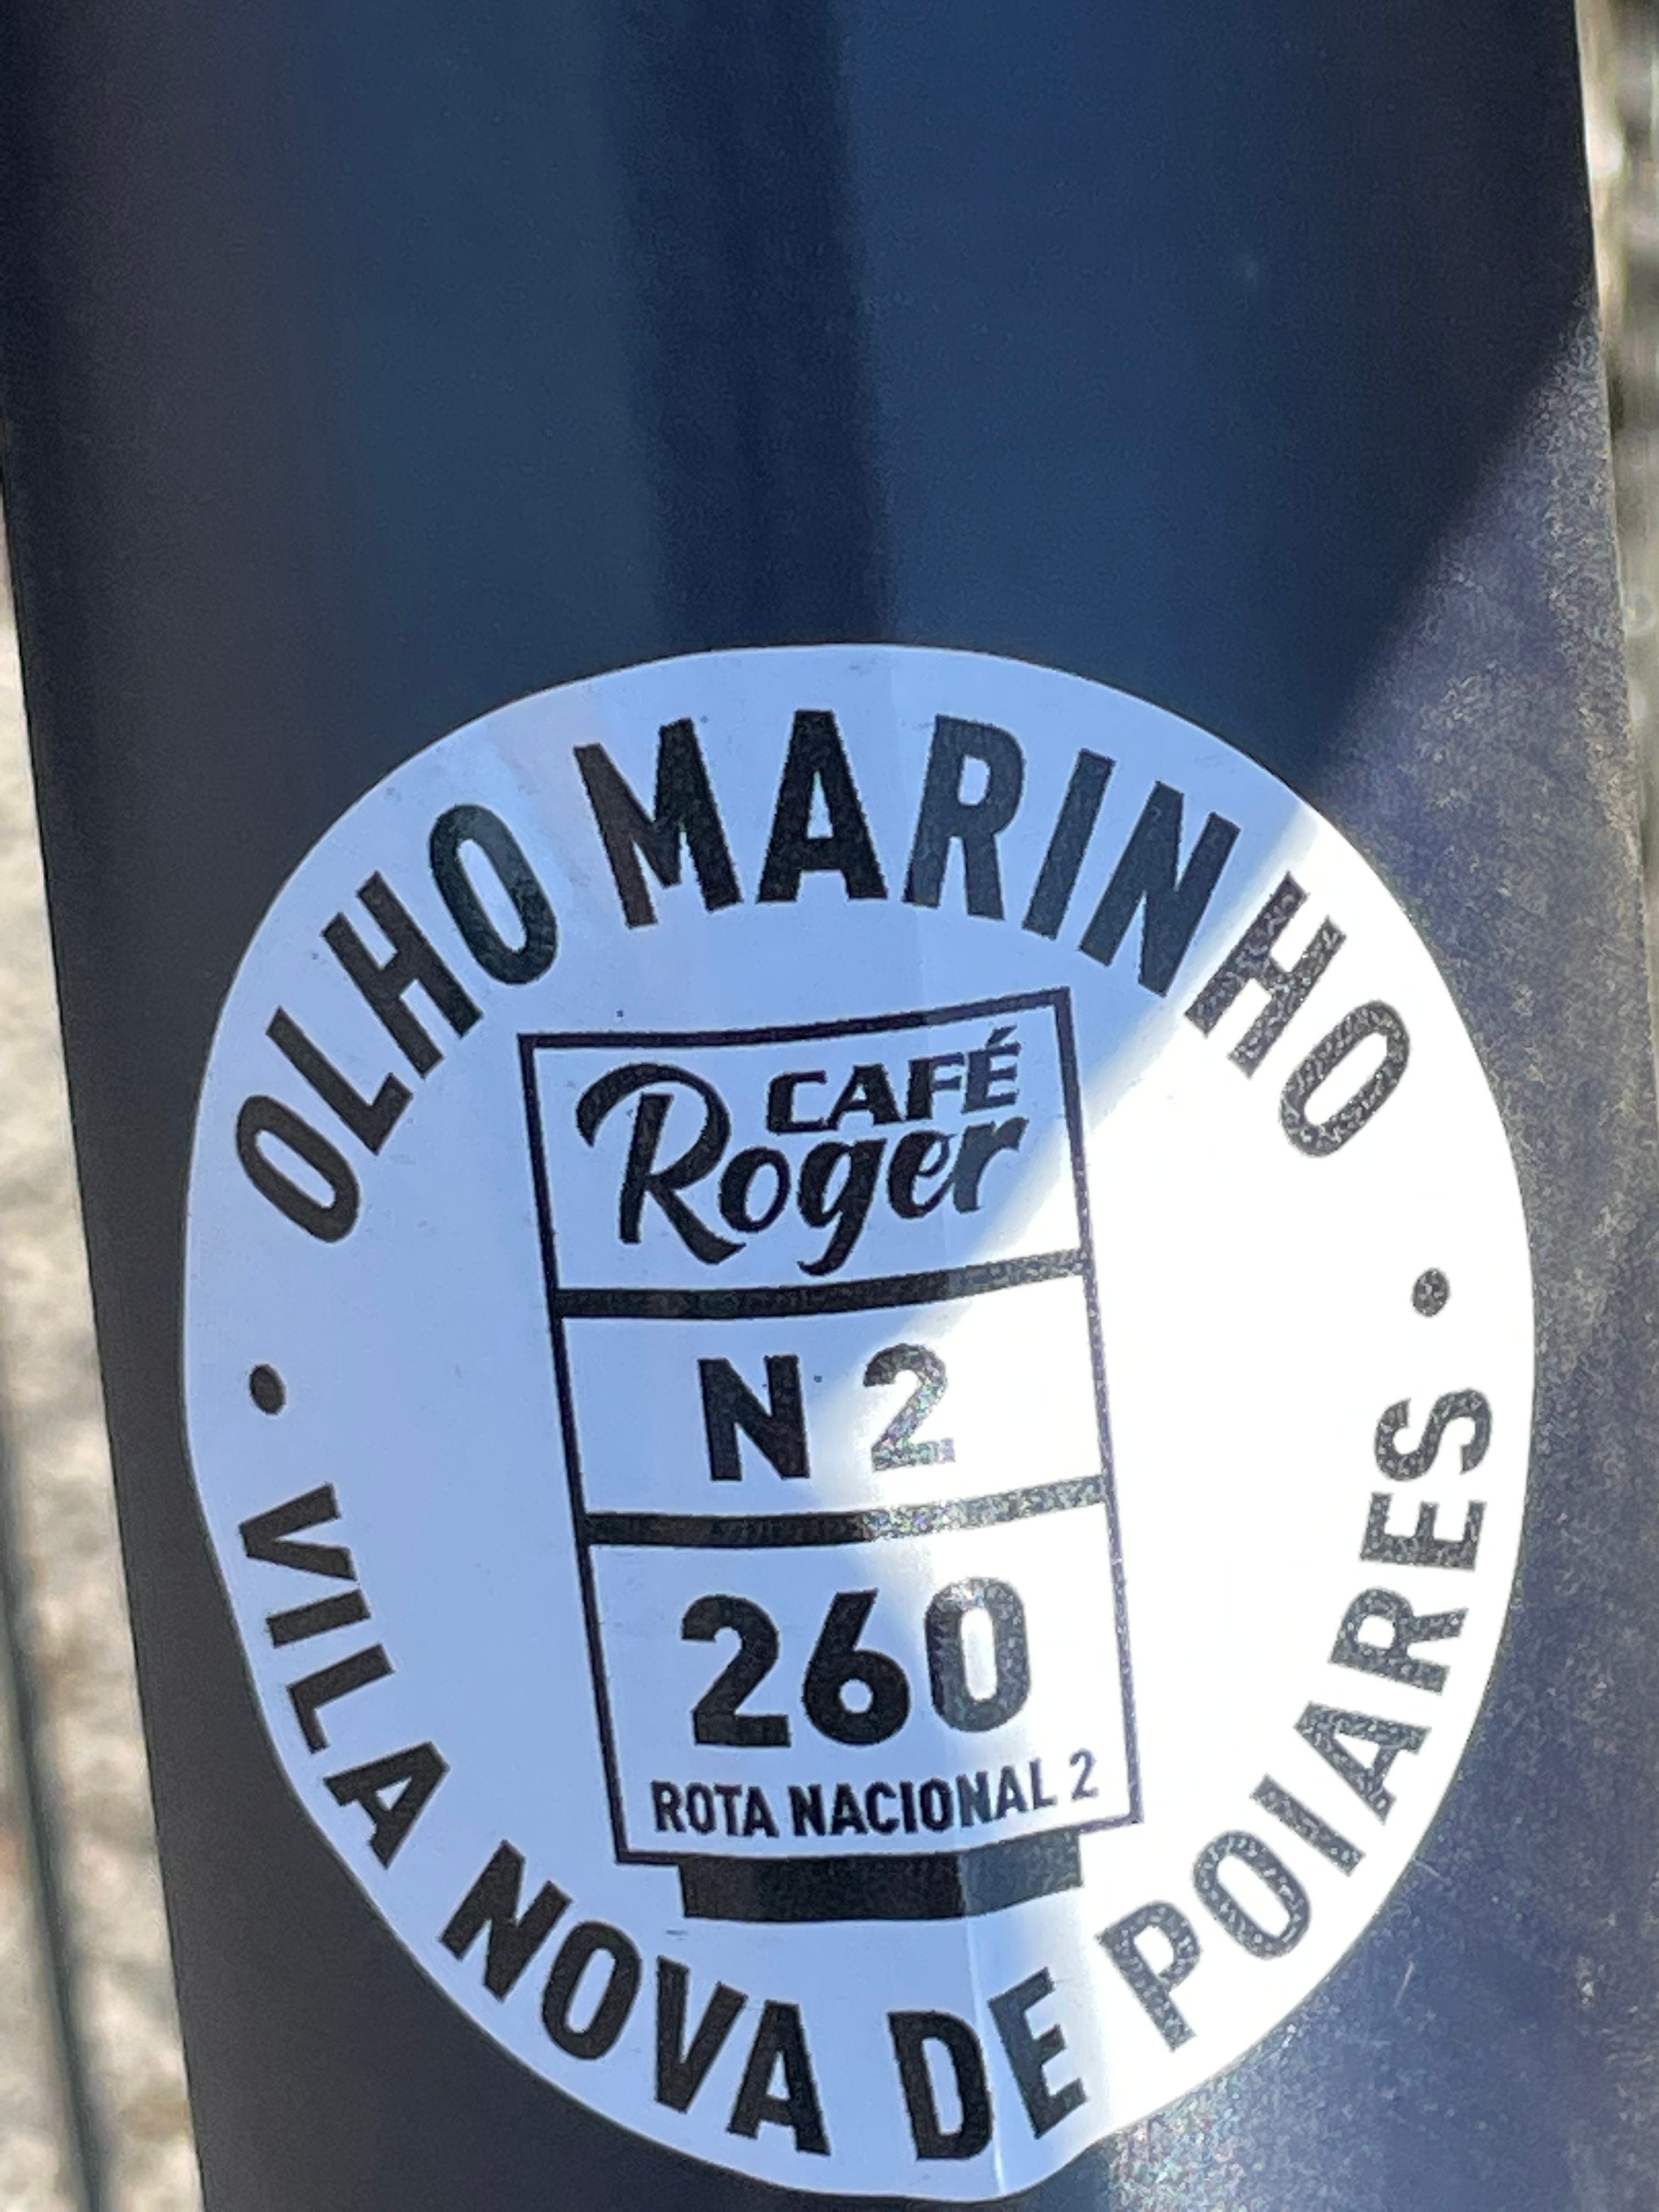 OLHO MARINHO
CAFÉ
Roger
N 2
260
ROTA NACIONAL 2
• VILA NOVA DE POIARES •